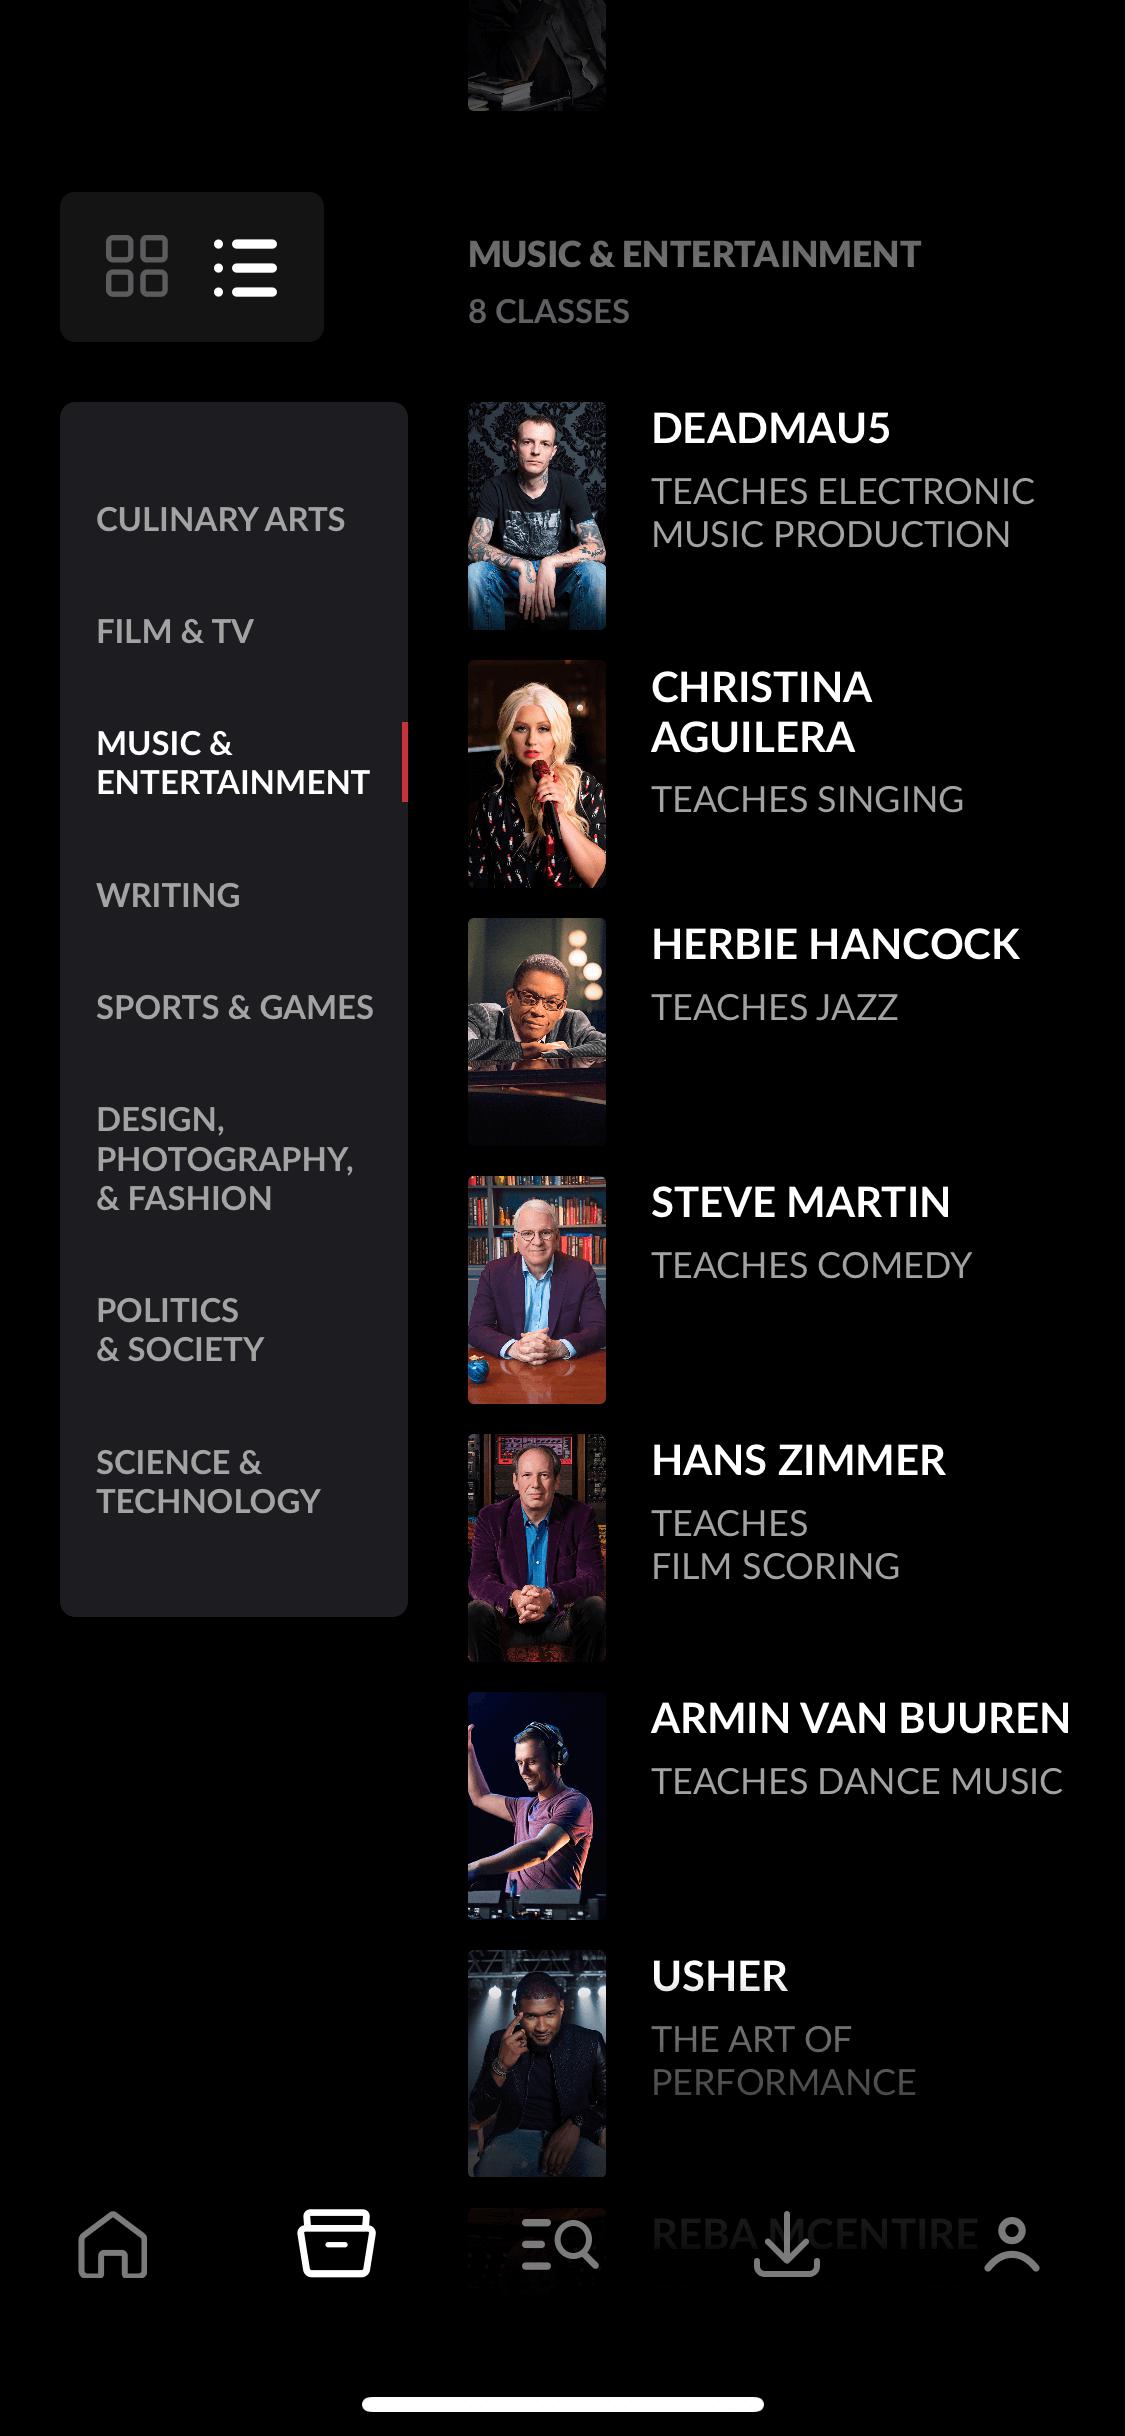 MUSIC & ENTERTAINMENT
8 CLASSES
CULINARY ARTS
FILM & TV
MUSIC &
ENTERTAINMENT
WRITING
SPORTS & GAMES
DESIGN,
PHOTOGRAPHY,
& FASHION
POLITICS
& SOCIETY
SCIENCE &
TECHNOLOGY
DEADMAU5
TEACHES ELECTRONIC
MUSIC PRODUCTION
CHRISTINA
AGUILERA
TEACHES SINGING
HERBIE HANCOCK
TEACHES JAZZ
STEVE MARTIN
TEACHES COMEDY
HANS ZIMMER
TEACHES
FILM SCORING
ARMIN VAN BUUREN
TEACHES DANCE MUSIC
USHER
THE ART OF
PERFORMANCE
REBA MCENTIRE